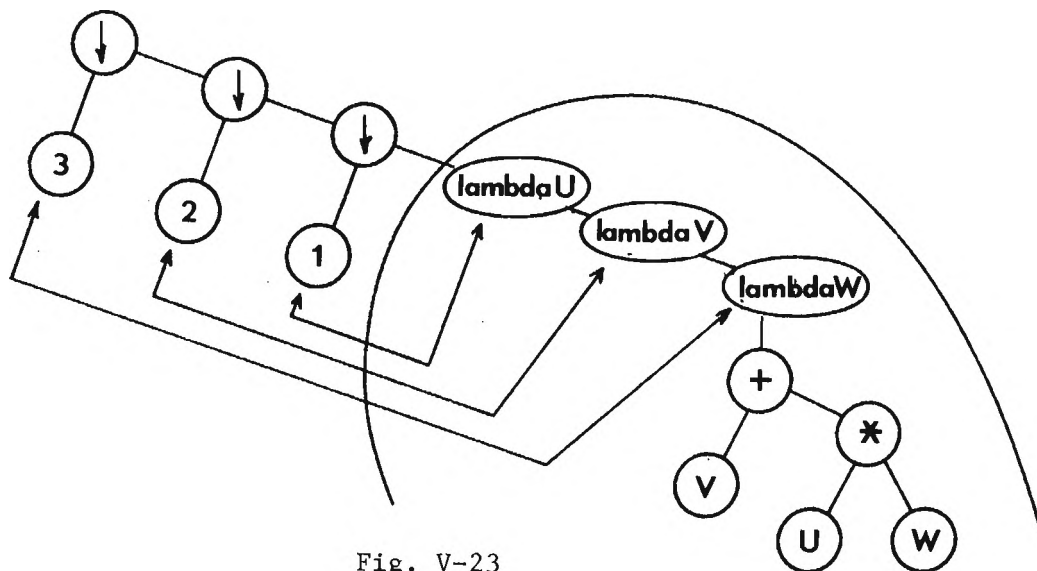 ↓
↓
↓
3
2
1
lambda U
lambda V
lambdaW
+
*
V
U
W
Fig. V-23